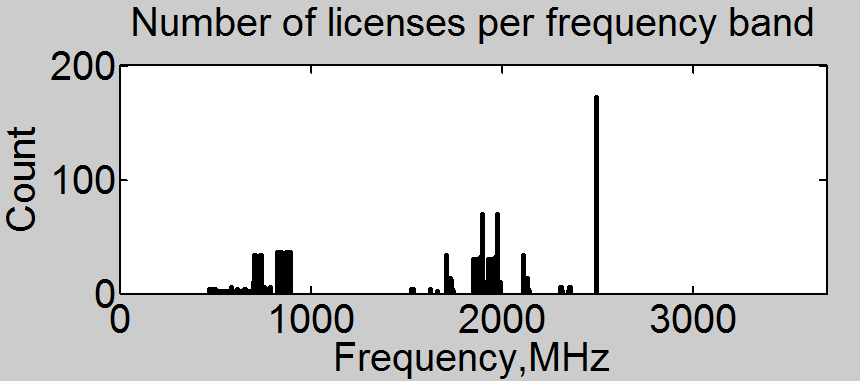 Number of licenses per frequency band
200
100
0
Count
0 1000 2000 3000
Frequency,MHz